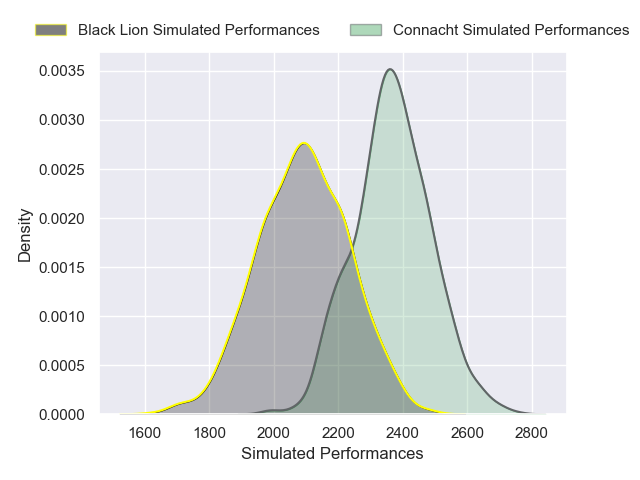 Black Lion Simulated Performances
Connacht Simulated Performances
0.0035
0.0030
0.0025
0.0020
0.0015
0.0010
0.0005
0.0000
Density
1600 1800 2000 2200 2400 2600 2800
Simulated Performances